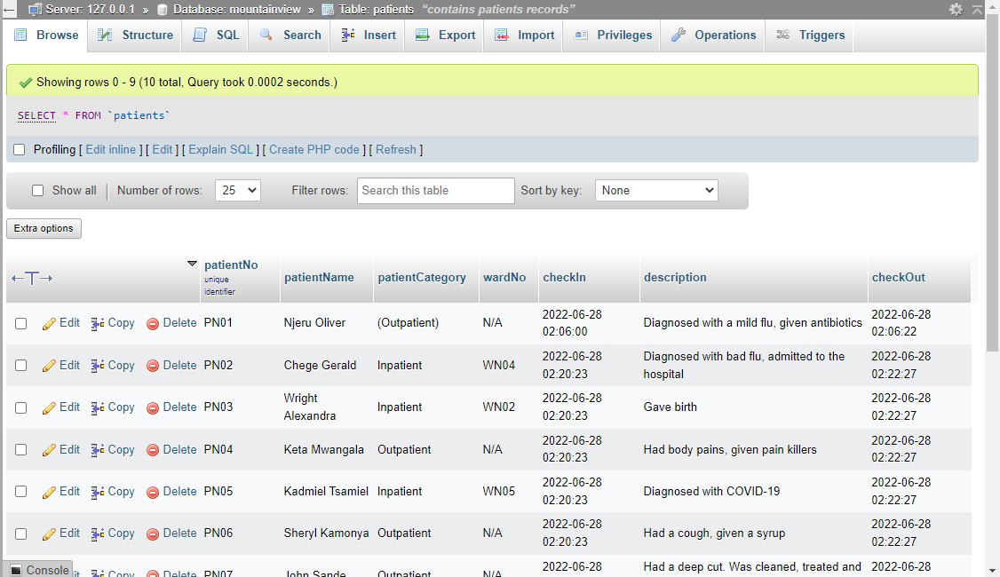 Server: 127.0.0.1 » Database: mountainview » Table: patients "contains patients records"
Browse Structure SQL Search Insert Export Import Privileges Operations Triggers
Showing rows 0 - 9 (10 total, Query took 0.0002 seconds.)
SELECT * FROM `patients`
Profiling [ Edit inline ] [ Edit ] [ Explain SQL ] [ Create PHP code ] [ Refresh ]
Show all Number of rows: 25 Filter rows: Search this table Sort by key: None
Extra options
←T→ patientNo unique identifier patientName patientCategory wardNo checkIn description checkOut
Edit Copy Delete PN01 Njeru Oliver (Outpatient) N/A 2022-06-28 02:06:00 Diagnosed with a mild flu, given antibiotics 2022-06-28 02:06:22
Edit Copy Delete PN02 Chege Gerald Inpatient WN04 2022-06-28 02:20:23 Diagnosed with bad flu, admitted to the hospital 2022-06-28 02:22:27
Edit Copy Delete PN03 Wright Alexandra Inpatient WN02 2022-06-28 02:20:23 Gave birth 2022-06-28 02:22:27
Edit Copy Delete PN04 Keta Mwangala Outpatient N/A 2022-06-28 02:20:23 Had body pains, given pain killers 2022-06-28 02:22:27
Edit Copy Delete PN05 Kadmiel Tsamiel Inpatient WN05 2022-06-28 02:20:23 Diagnosed with COVID-19 2022-06-28 02:22:27
Edit Copy Delete PN06 Sheryl Kamonya Outpatient N/A 2022-06-28 02:20:23 Had a cough, given a syrup 2022-06-28 02:22:27
Copy Delete PN07 John Sande Outpatient N/A 2022-06-28 Had a deep cut. Was cleaned, treated and 2022-06-28
Console